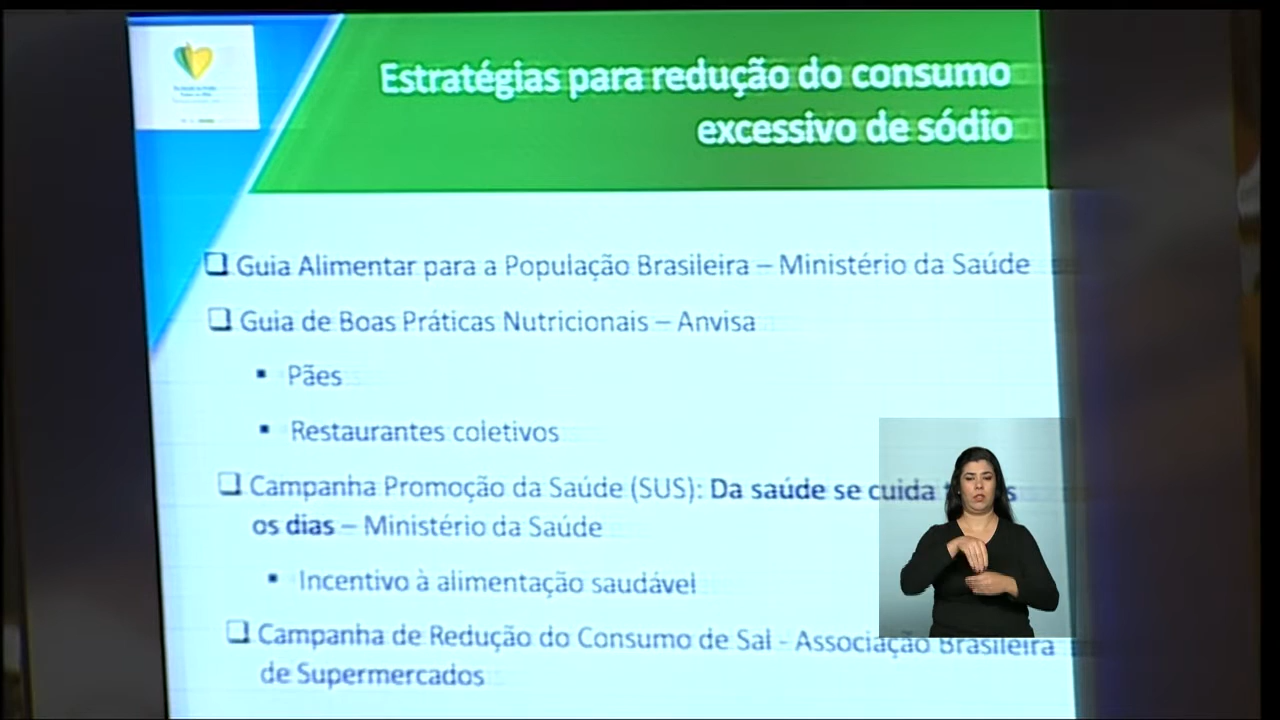 Estratégias para redução do consumo
excessivo de sódio
Guia Alimentar para a População Brasileira – Ministério da Saúde
Guia de Boas Práticas Nutricionais – Anvisa
Pães
Restaurantes coletivos
Campanha Promoção da Saúde (SUS): Da saúde se cuida
os dias – Ministério da Saúde
Incentivo à alimentação saudável
Campanha de Redução do Consumo de Sal - Associação Brasileira
de Supermercados